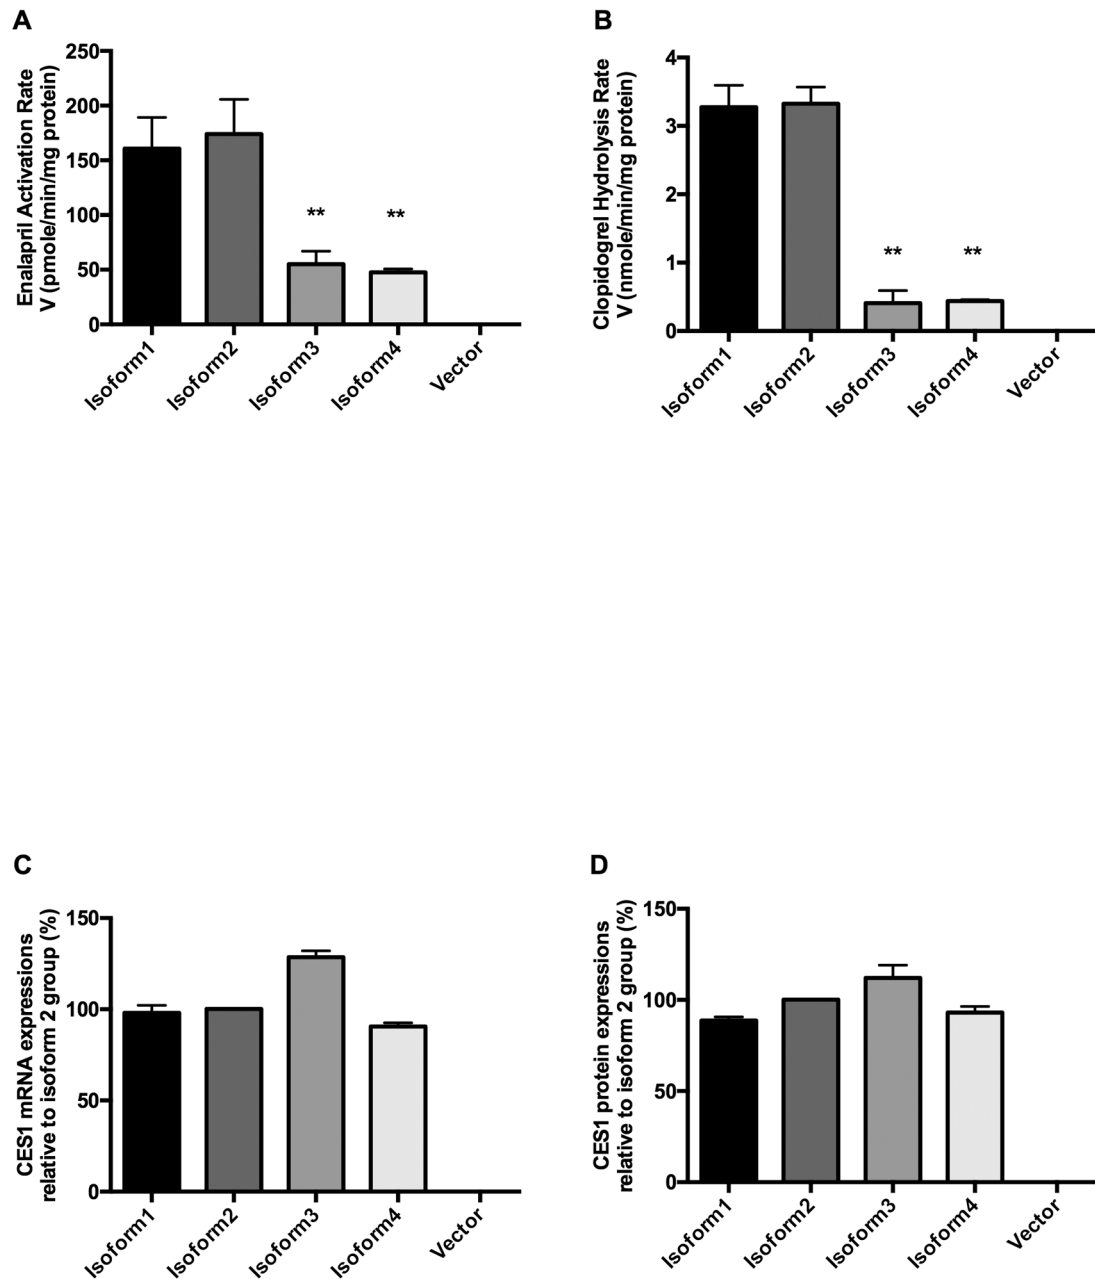 A
Enalapril Activation Rate
V (pmole/min/mg protein)
250
200
150
100
50
0
**
**
Isoform1
Isoform2
Isoform3
Isoform4
Vector
B
Clopidogrel Hydrolysis Rate
V (nmole/min/mg protein)
4
3
2
1
0
**
**
Isoform1
Isoform2
Isoform3
Isoform4
Vector
C
CES1 mRNA expressions
relative to isoform 2 group (%)
150
100
50
0
Isoform1
Isoform2
Isoform3
Isoform4
Vector
D
CES1 protein expressions
relative to isoform 2 group (%)
150
100
50
0
Isoform1
Isoform2
Isoform3
Isoform4
Vector